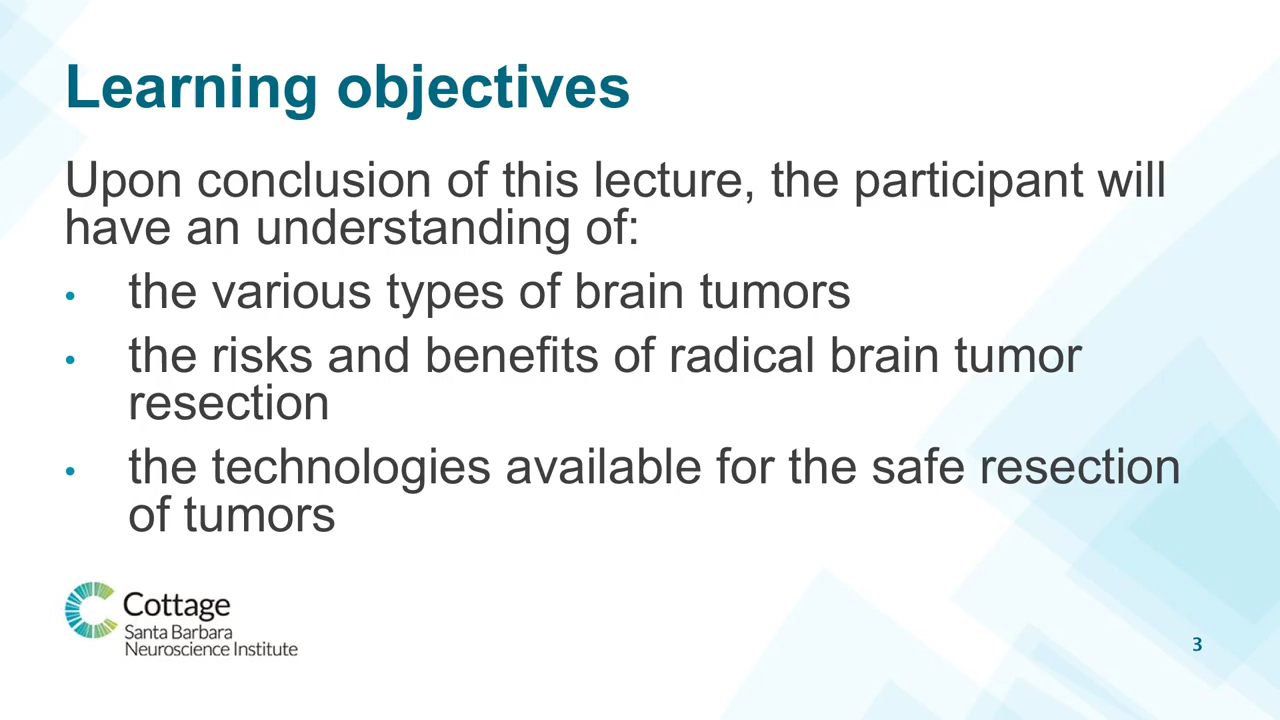 Learning objectives
Upon conclusion of this lecture, the participant will
have an understanding of:
• the various types of brain tumors
• the risks and benefits of radical brain tumor
resection
• the technologies available for the safe resection
of tumors
Cottage
Santa Barbara
Neuroscience Institute
3